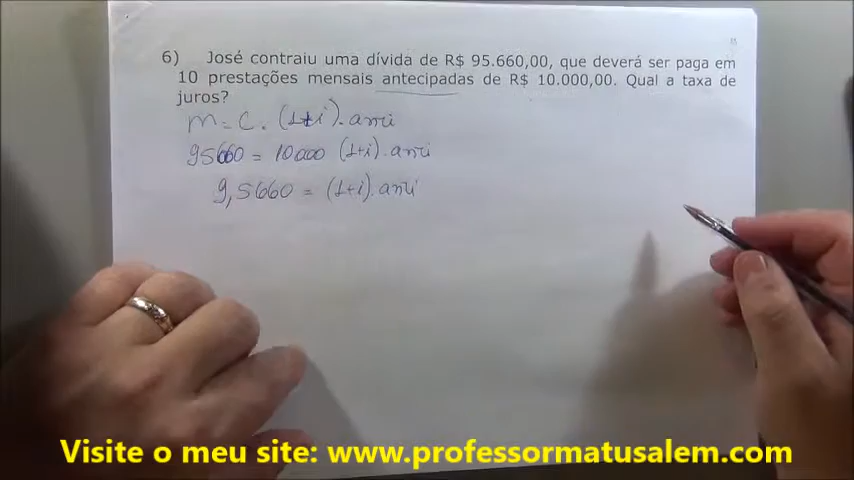 6) José contraiu uma dívida de R$ 95.660,00, que deverá ser paga em
10 prestações mensais antecipadas de R$ 10.000,00. Qual a taxa de
juros?
M = C . (1+i) . an¬i
95660 = 10000 (1+i) . an¬i
9,5660 = (1+i) . an¬i
Visite o meu site: www.professormatusalem.com